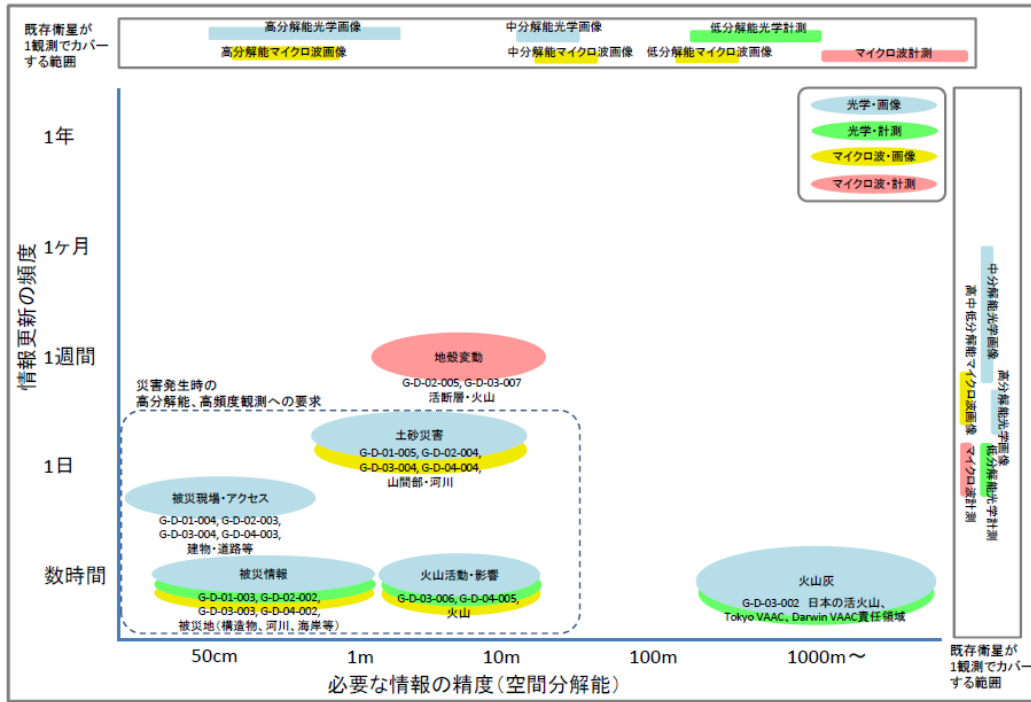 既存衛星が
1観測でカバー
する範囲
高分解能光学画像
中分解能光学画像
低分解能光学計測
高分解能マイクロ波画像
中分解能マイクロ波画像
低分解能マイクロ波画像
マイクロ波計測
光学・画像
光学・計測
マイクロ波・画像
マイクロ波・計測
情報更新の頻度
1年
1ヶ月
1週間
1日
数時間
地殻変動
G-D-02-005, G-D-03-007
活断層・火山
災害発生時の
高分解能、高頻度観測への要求
土砂災害
G-D-01-005, G-D-02-004,
G-D-03-004, G-D-04-004,
山間部・河川
被災現場・アクセス
G-D-01-004, G-D-02-003,
G-D-03-004, G-D-04-003,
建物・道路等
被災情報
G-D-01-003, G-D-02-002,
G-D-03-003, G-D-04-002,
被災地(構造物、河川、海岸等)
火山活動・影響
G-D-03-006, G-D-04-005,
火山
火山灰
G-D-03-002 日本の活火山、
Tokyo VAAC、Darwin VAAC責任領域
中分解能光学画像
高中低分解能マイクロ波画像
高分解能光学画像
マイクロ波計測
低分解能光学計測
50cm
1m
10m
100m
1000m～
必要な情報の精度(空間分解能)
既存衛星が
1観測でカバー
する範囲